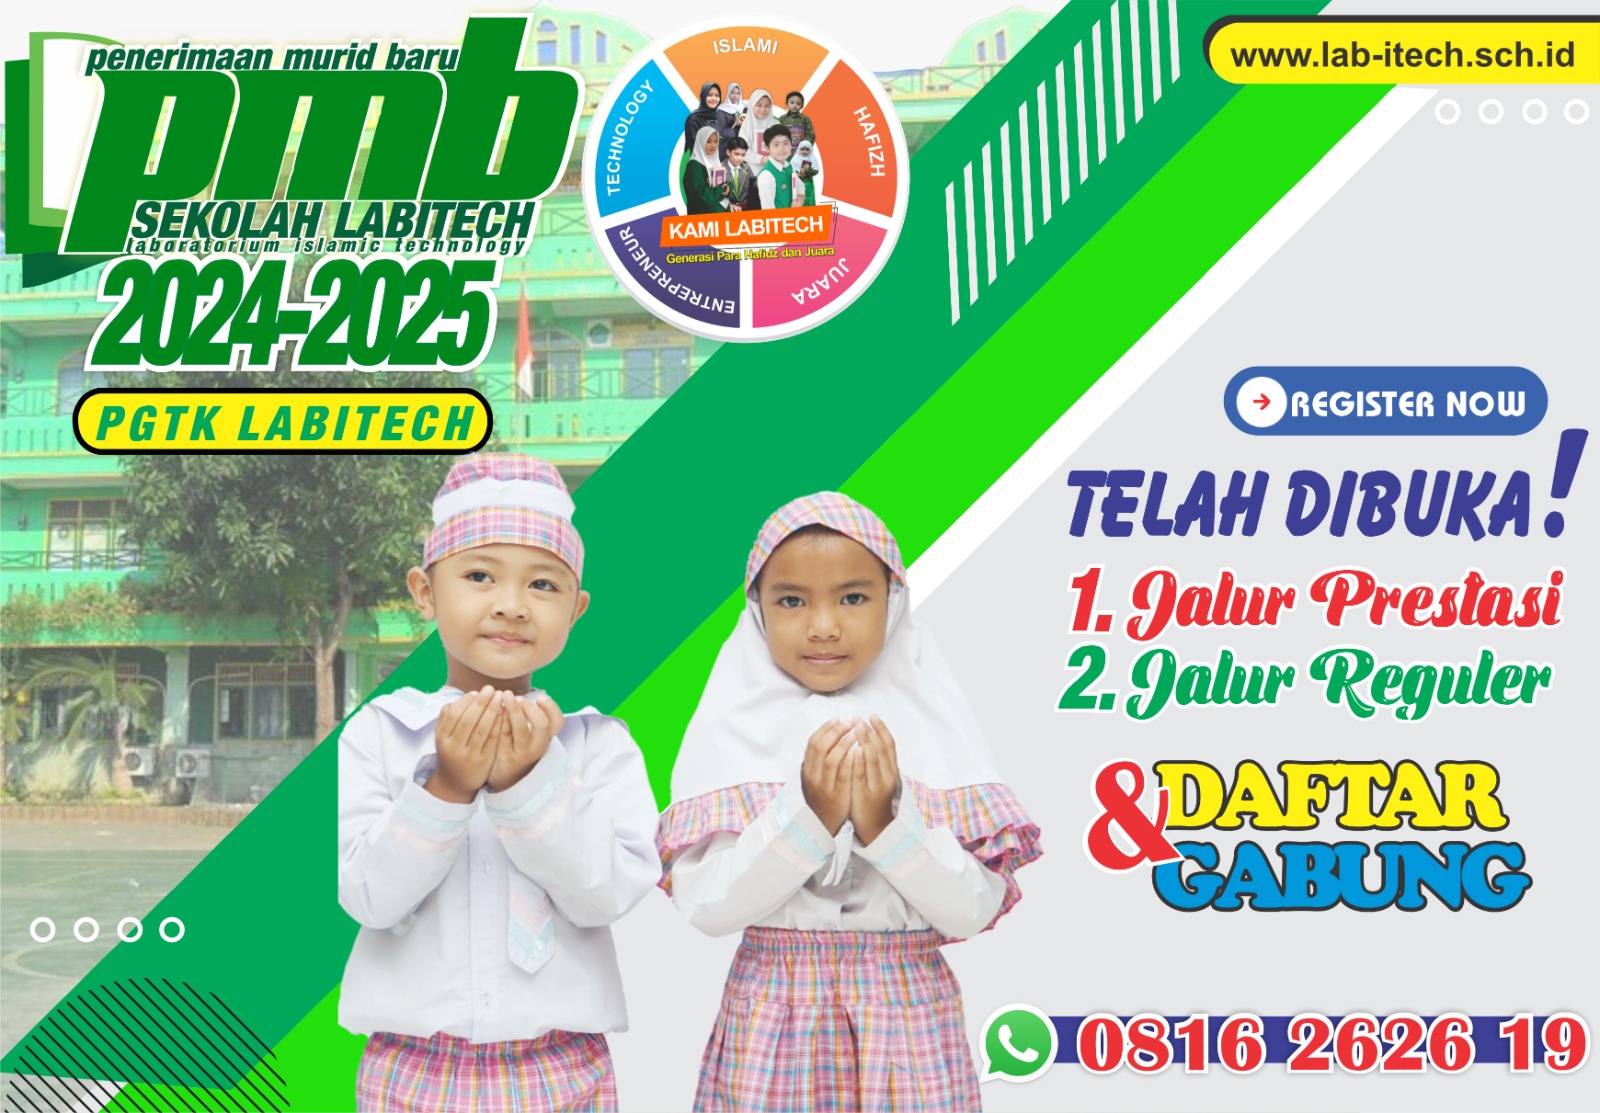 penerimaan murid baru
pmb
SEKOLAH LABITECH
laboratorium islamic technology
2024-2025
PGTK LABITECH
ISLAMI
TECHNOLOGY
HAFIZH
ENTREPRENEUR
JUARA
KAMI LABITECH
Generasi Para Hafidz dan Juara
www.lab-itech.sch.id
REGISTER NOW
TELAH DIBUKA!
1. Jalur Prestasi
2. Jalur Reguler
& DAFTAR
GABUNG
0816 2626 19